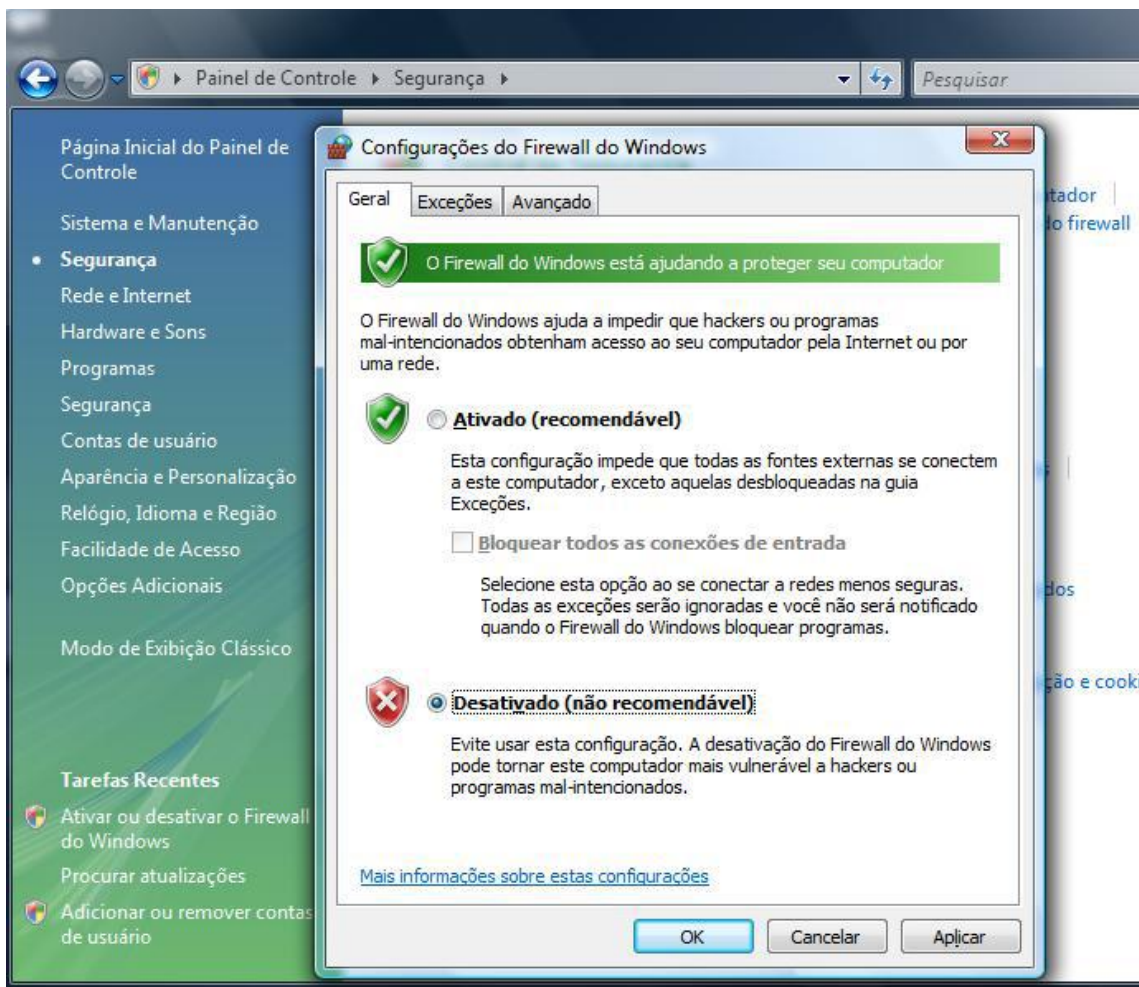 Painel de Controle ▸ Segurança ▸
Pesquisar
Página Inicial do Painel de
Controle
Sistema e Manutenção
Segurança
Rede e Internet
Hardware e Sons
Programas
Segurança
Contas de usuário
Aparência e Personalização
Relógio, Idioma e Região
Facilidade de Acesso
Opções Adicionais
Modo de Exibição Clássico
Tarefas Recentes
Ativar ou desativar o Firewall
do Windows
Procurar atualizações
Adicionar ou remover contas
de usuário
Configurações do Firewall do Windows
Geral
Exceções
Avançado
O Firewall do Windows está ajudando a proteger seu computador
O Firewall do Windows ajuda a impedir que hackers ou programas
mal-intencionados obtenham acesso ao seu computador pela Internet ou por
uma rede.
Ativado (recomendável)
Esta configuração impede que todas as fontes externas se conectem
a este computador, exceto aquelas desbloqueadas na guia
Exceções.
Bloquear todos as conexões de entrada
Selecione esta opção ao se conectar a redes menos seguras.
Todas as exceções serão ignoradas e você não será notificado
quando o Firewall do Windows bloquear programas.
Desativado (não recomendável)
Evite usar esta configuração. A desativação do Firewall do Windows
pode tornar este computador mais vulnerável a hackers ou
programas mal-intencionados.
Mais informações sobre estas configurações
OK
Cancelar
Aplicar
firewall